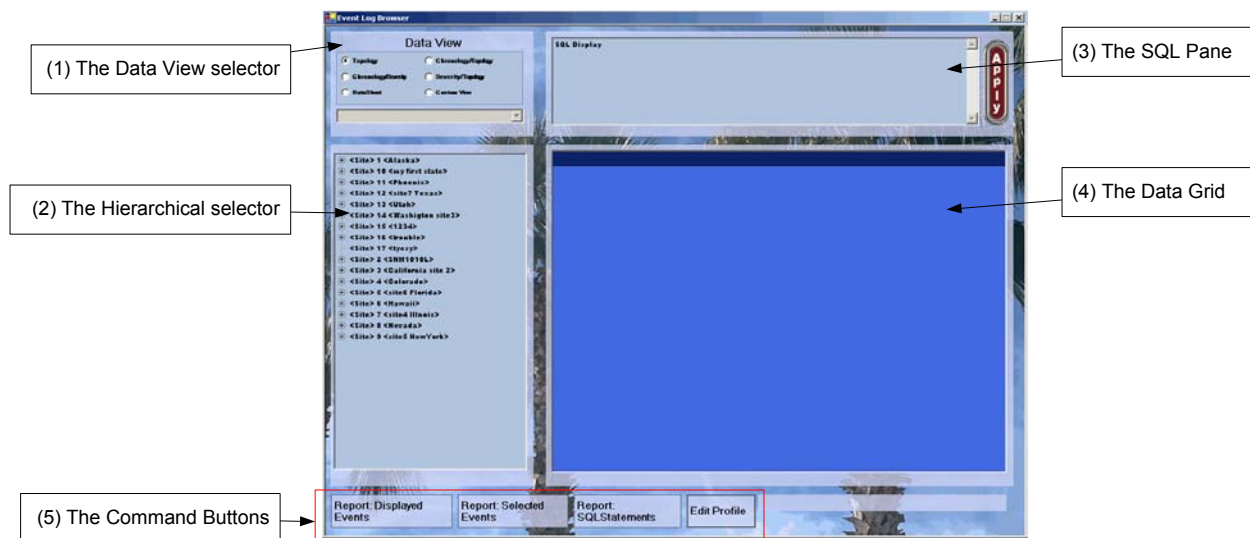 Event Log Browser
(1) The Data View selector
Data View
Topology
Chronology/Topology
Chronology/Severity
Severity/Topology
DataSheet
Custom View
SQL Display
Apply
(3) The SQL Pane
(2) The Hierarchical selector
<Site> 1 <Alaska>
<Site> 10 <my first state>
<Site> 11 <Phoenix>
<Site> 12 <site7 Texas>
<Site> 13 <Utah>
<Site> 14 <Washigton site3>
<Site> 15 <1234>
<Site> 16 <trouble>
<Site> 17 <tyesy>
<Site> 2 <SNM1010L>
<Site> 3 <California site 2>
<Site> 4 <Colorado>
<Site> 5 <site6 Florida>
<Site> 6 <Hawaii>
<Site> 7 <site4 Illinois>
<Site> 8 <Nevada>
<Site> 9 <site5 NewYork>
(4) The Data Grid
(5) The Command Buttons
Report: Displayed
Events
Report: Selected
Events
Report:
SQLStatements
Edit Profile